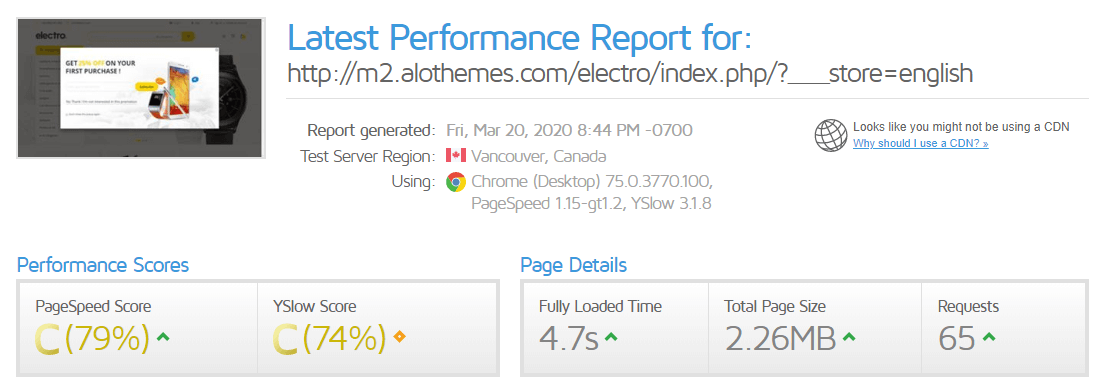 electro.
GET 20% OFF ON YOUR
FIRST PURCHASE !
Latest Performance Report for:
http://m2.alothemes.com/electro/index.php/?___store=english
Report generated: Fri, Mar 20, 2020 8:44 PM -0700
Test Server Region: Vancouver, Canada
Using: Chrome (Desktop) 75.0.3770.100,
PageSpeed 1.15-gt1.2, YSlow 3.1.8
Looks like you might not be using a CDN
Why should I use a CDN? »
Performance Scores
PageSpeed Score
C(79%)
YSlow Score
C(74%)
Page Details
Fully Loaded Time
4.7s
Total Page Size
2.26MB
Requests
65